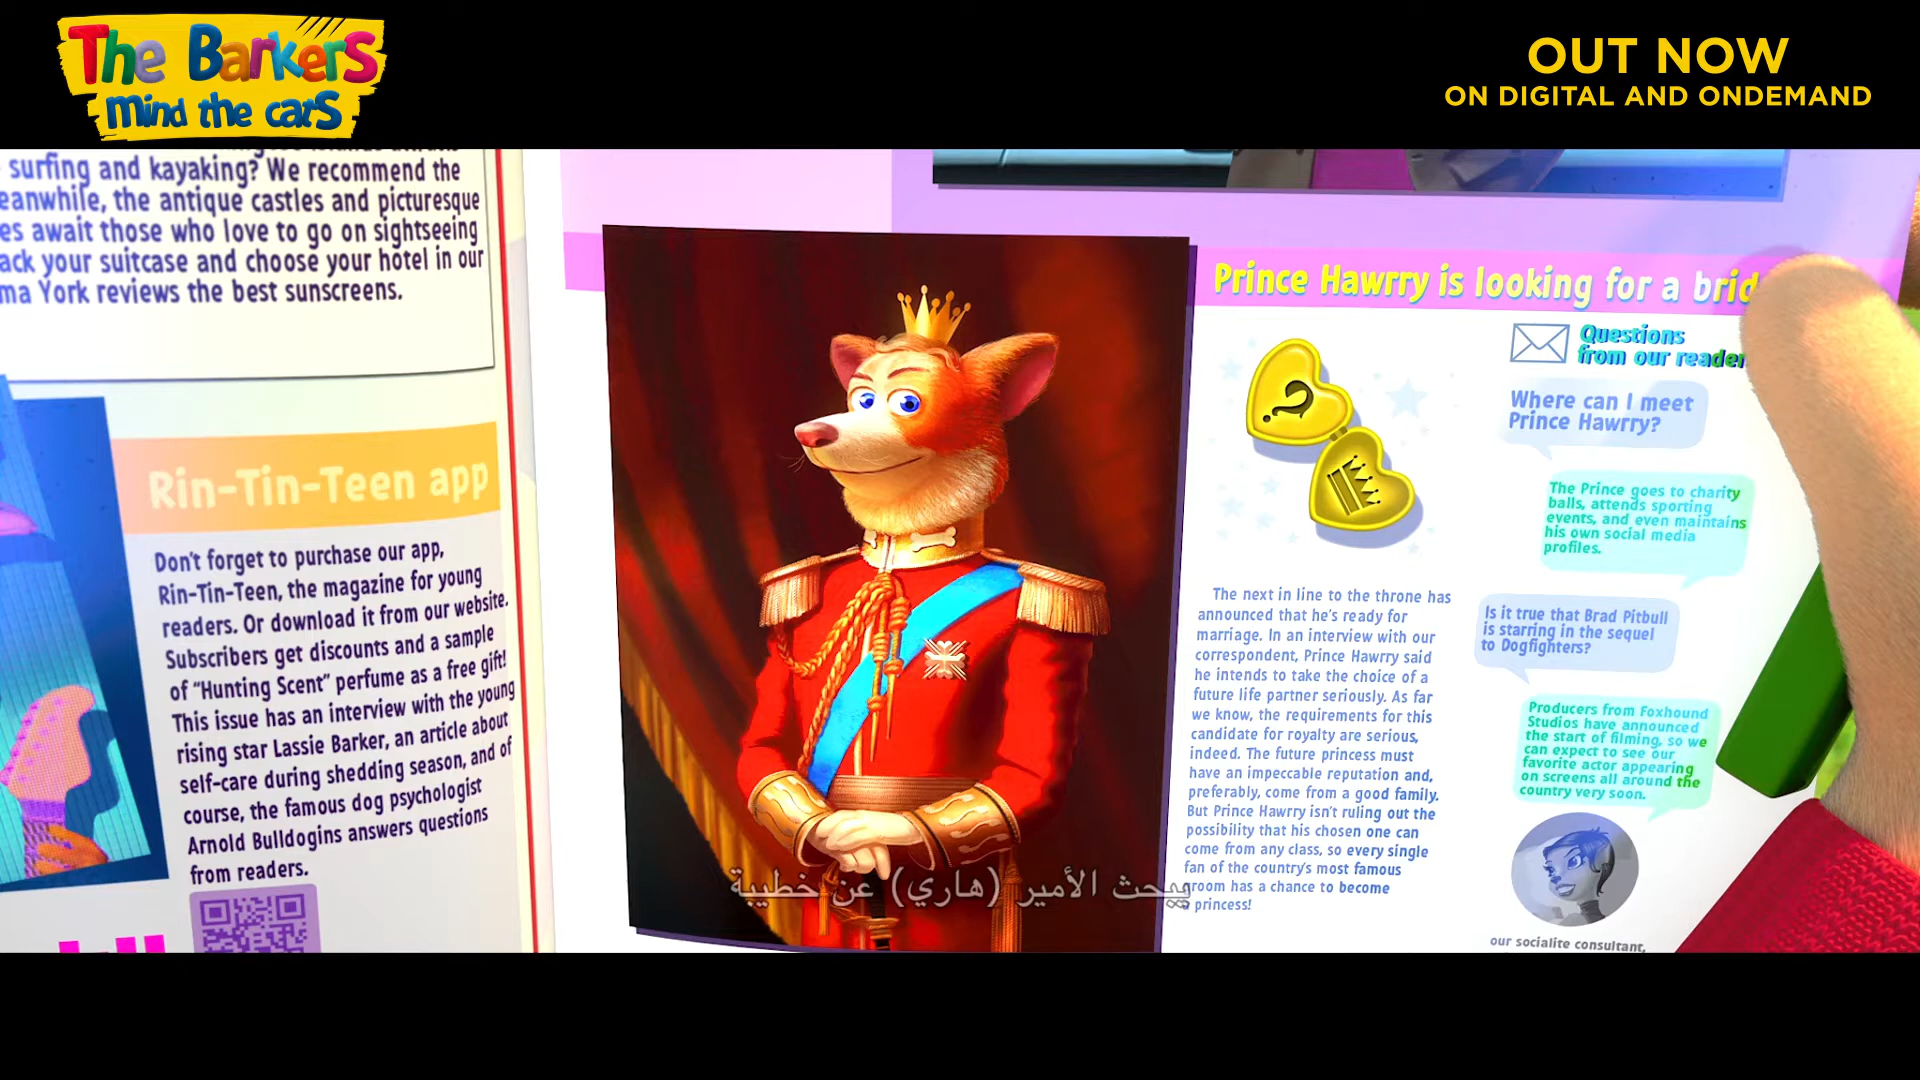 The Barkers
mind the cats
OUT NOW
ON DIGITAL AND ONDEMAND
surfing and kayaking? We recommend the
eanwhile, the antique castles and picturesque
es await those who love to go on sightseeing
ack your suitcase and choose your hotel in our
ma York reviews the best sunscreens.
Rin-Tin-Teen app
Don't forget to purchase our app,
Rin-Tin-Teen, the magazine for young
readers. Or download it from our website.
Subscribers get discounts and a sample
of “Hunting Scent” perfume as a free gift!
This issue has an interview with the young
rising star Lassie Barker, an article about
self-care during shedding season, and of
course, the famous dog psychologist
Arnold Bulldogins answers questions
from readers.
Prince Hawrry is looking for a brid
?
The next in line to the throne has
announced that he's ready for
marriage. In an interview with our
correspondent, Prince Hawrry said
he intends to take the choice of a
future life partner seriously. As far
we know, the requirements for this
candidate for royalty are serious,
indeed. The future princess must
have an impeccable reputation and,
preferably, come from a good family.
But Prince Hawrry isn't ruling out the
possibility that his chosen one can
come from any class, so every single
fan of the country's most famous
groom has a chance to become
a princess!
Questions
from our reader
Where can I meet
Prince Hawrry?
The Prince goes to charity
balls, attends sporting
events, and even maintains
his own social media
profiles.
Is it true that Brad Pitbull
is starring in the sequel
to Dogfighters?
Producers from Foxhound
Studios have announced
the start of filming, so we
can expect to see our
favorite actor appearing
on screens all around the
country very soon.
our socialite consultant,
يبحث الأمير (هاري) عن خطيبة